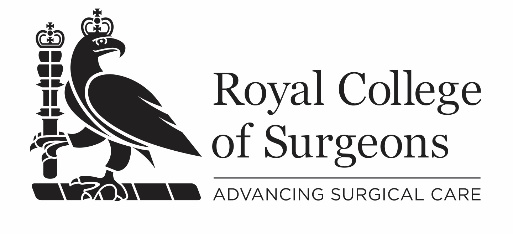 Royal College
of Surgeons
ADVANCING SURGICAL CARE